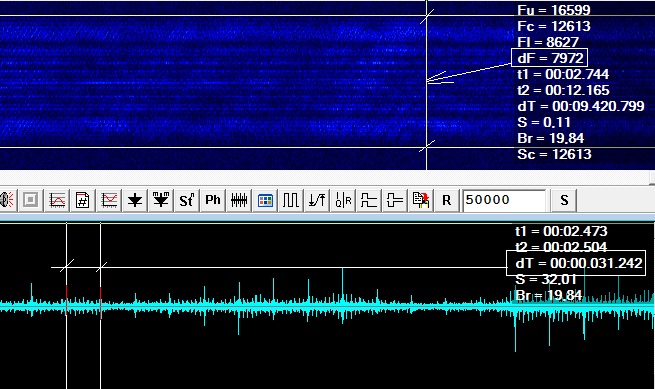 Fu = 16599
Fc = 12613
Fl = 8627
dF = 7972
t1 = 00:02.744
t2 = 00:12.165
dT = 00:09.420.799
S = 0.11
Br = 19.84
Sc = 12613
St Ph I|Q|R R 50000 S
t1 = 00:02.473
t2 = 00:02.504
dT = 00:00.031.242
S = 32.01
Br = 19.84